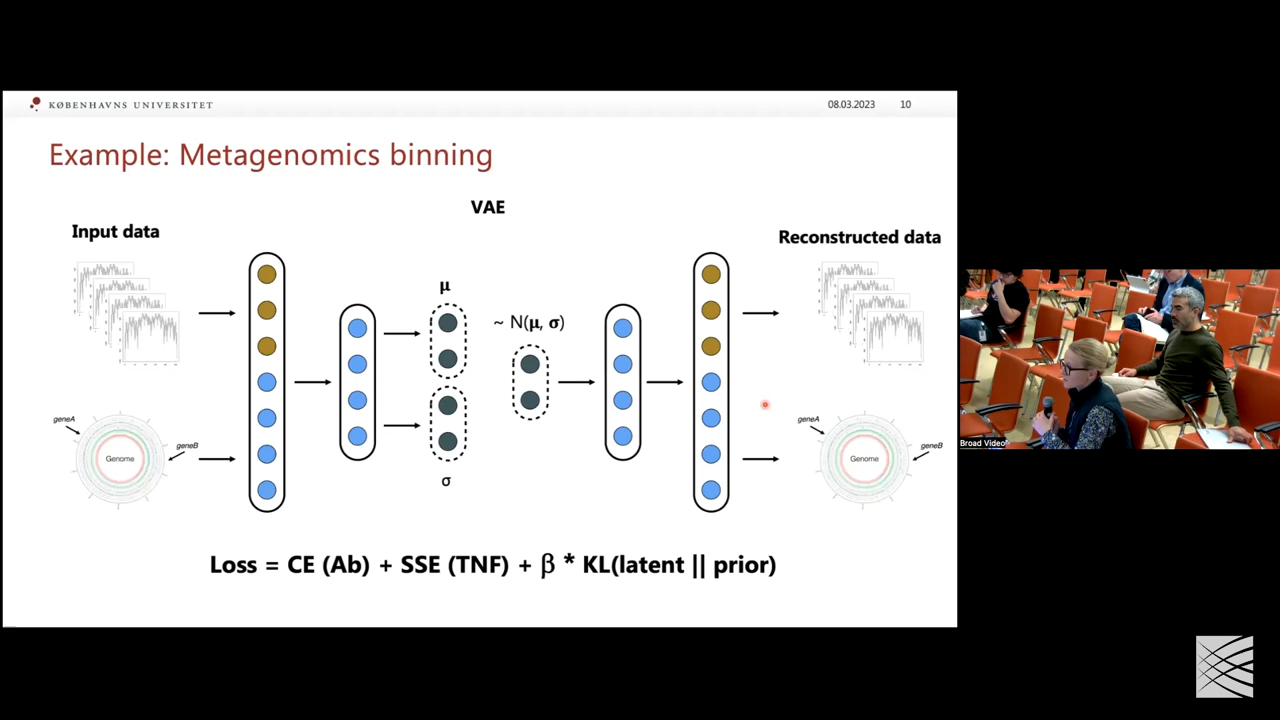 KØBENHAVNS UNIVERSITET
08.03.2023 10
Example: Metagenomics binning
VAE
Input data
Reconstructed data
μ
~ N(μ, σ)
geneA
geneB
Genome
σ
geneA
geneB
Genome
Broad Video
Loss = CE (Ab) + SSE (TNF) + β * KL(latent || prior)